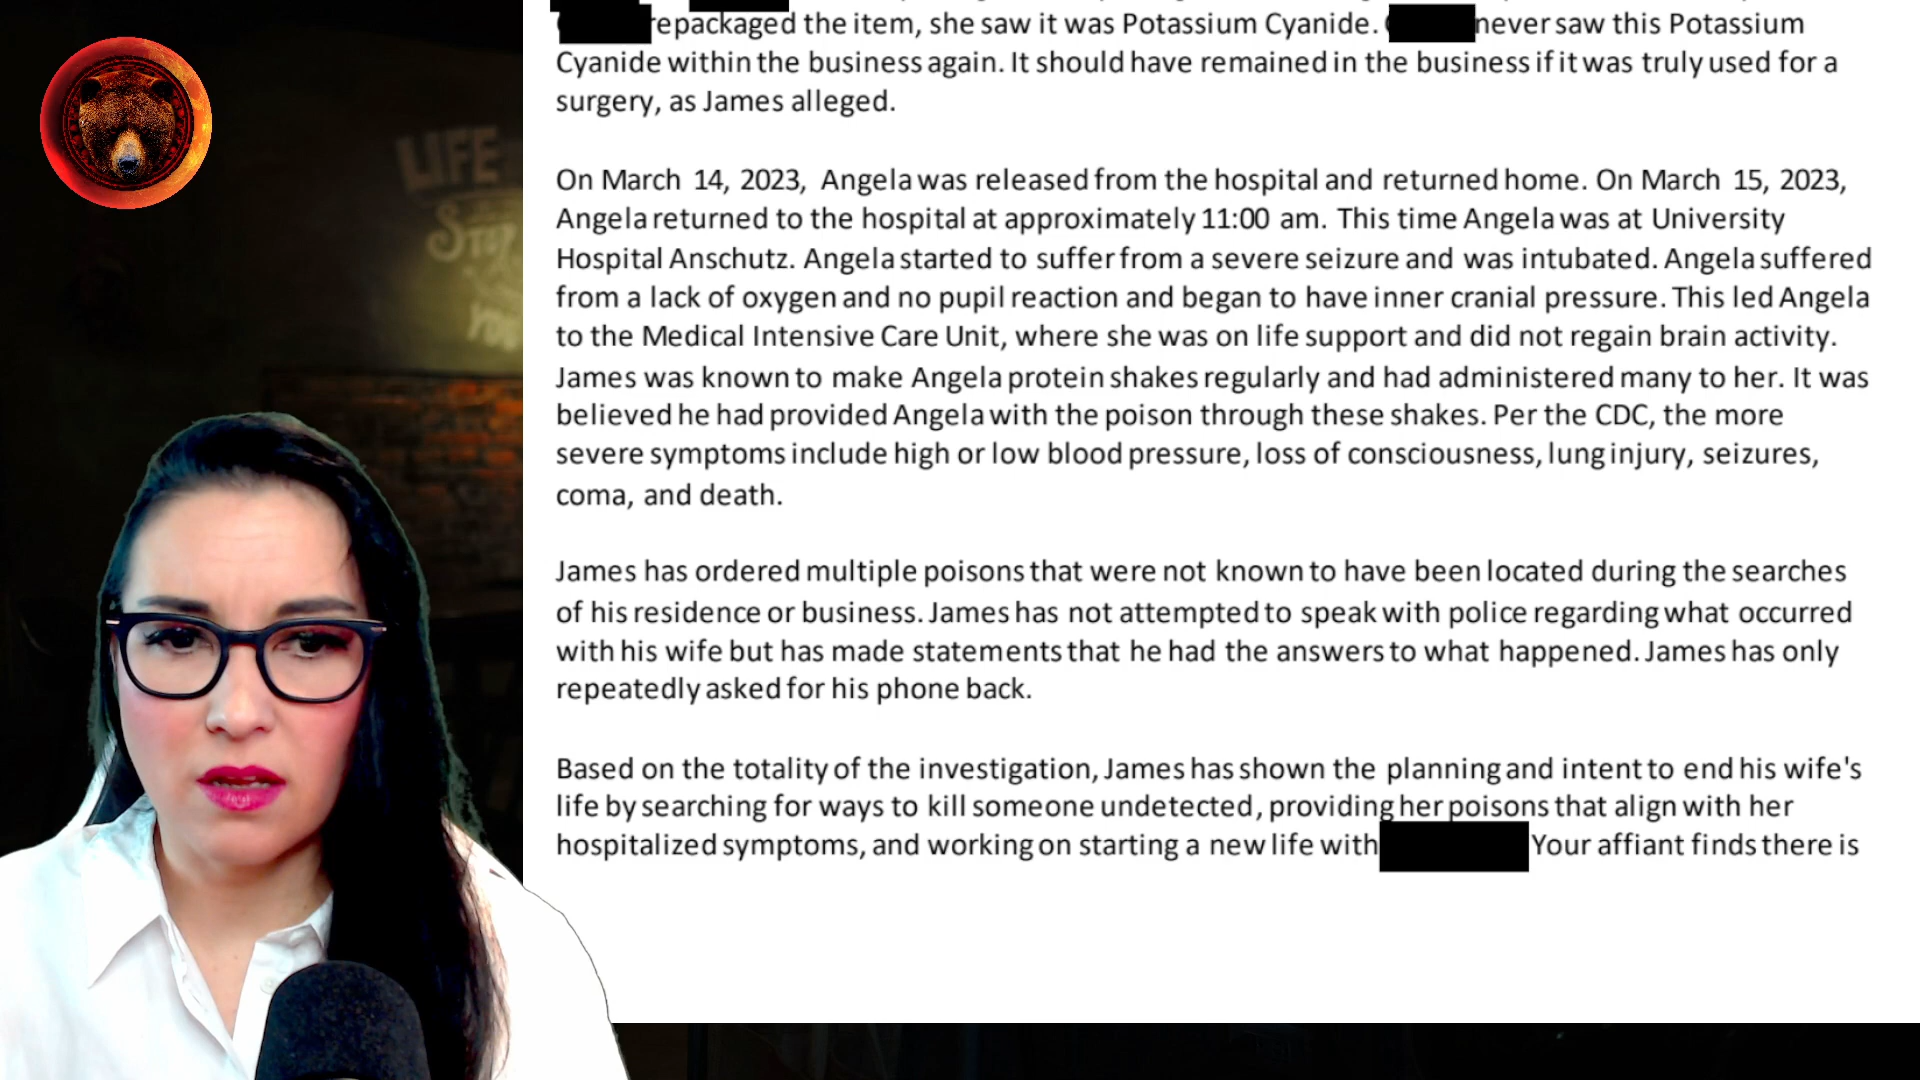 LIFE
repackaged the item, she saw it was Potassium Cyanide. never saw this Potassium
Cyanide within the business again. It should have remained in the business if it was truly used for a
surgery, as James alleged.
On March 14, 2023, Angela was released from the hospital and returned home. On March 15, 2023,
Angela returned to the hospital at approximately 11:00 am. This time Angela was at University
Hospital Anschutz. Angela started to suffer from a severe seizure and was intubated. Angela suffered
from a lack of oxygen and no pupil reaction and began to have inner cranial pressure. This led Angela
to the Medical Intensive Care Unit, where she was on life support and did not regain brain activity.
James was known to make Angela protein shakes regularly and had administered many to her. It was
believed he had provided Angela with the poison through these shakes. Per the CDC, the more
severe symptoms include high or low blood pressure, loss of consciousness, lung injury, seizures,
coma, and death.
James has ordered multiple poisons that were not known to have been located during the searches
of his residence or business. James has not attempted to speak with police regarding what occurred
with his wife but has made statements that he had the answers to what happened. James has only
repeatedly asked for his phone back.
Based on the totality of the investigation, James has shown the planning and intent to end his wife's
life by searching for ways to kill someone undetected, providing her poisons that align with her
hospitalized symptoms, and working on starting a new life with Your affiant finds there is